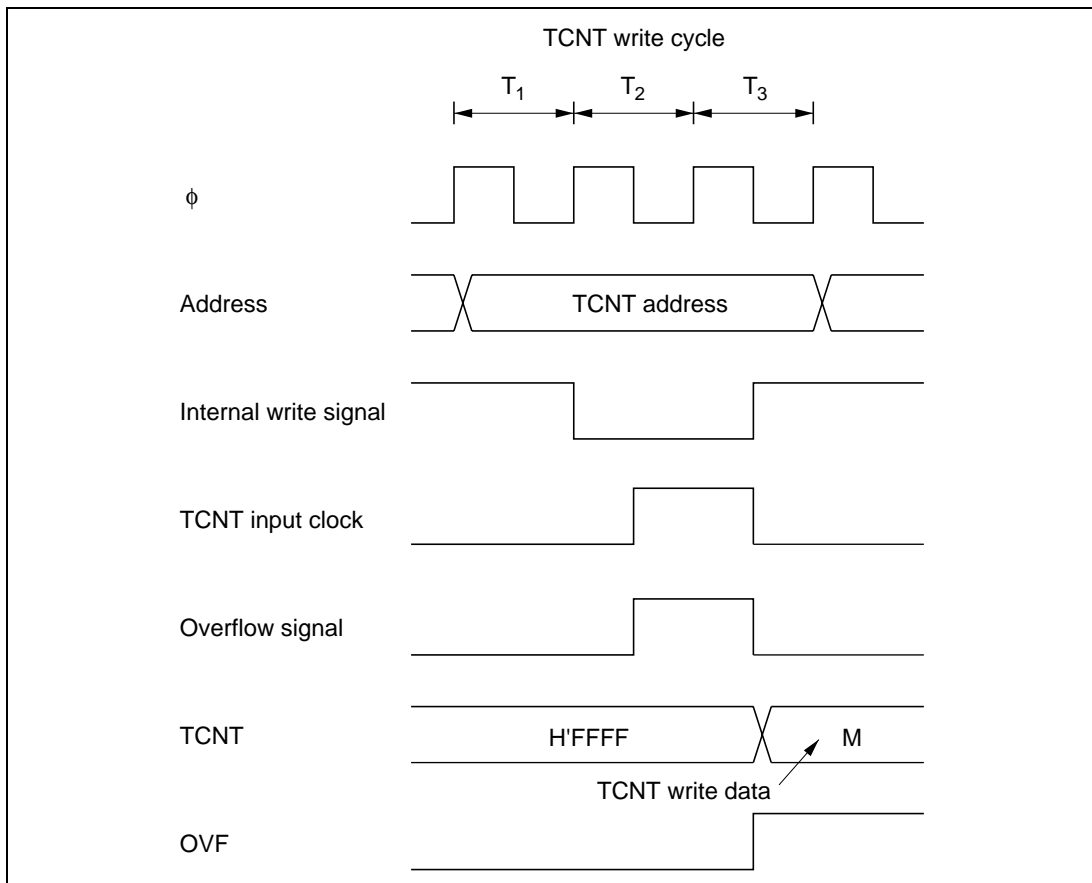 TCNT write cycle
T1 T2 T3
ϕ
Address TCNT address
Internal write signal
TCNT input clock
Overflow signal
TCNT H'FFFF M
TCNT write data
OVF